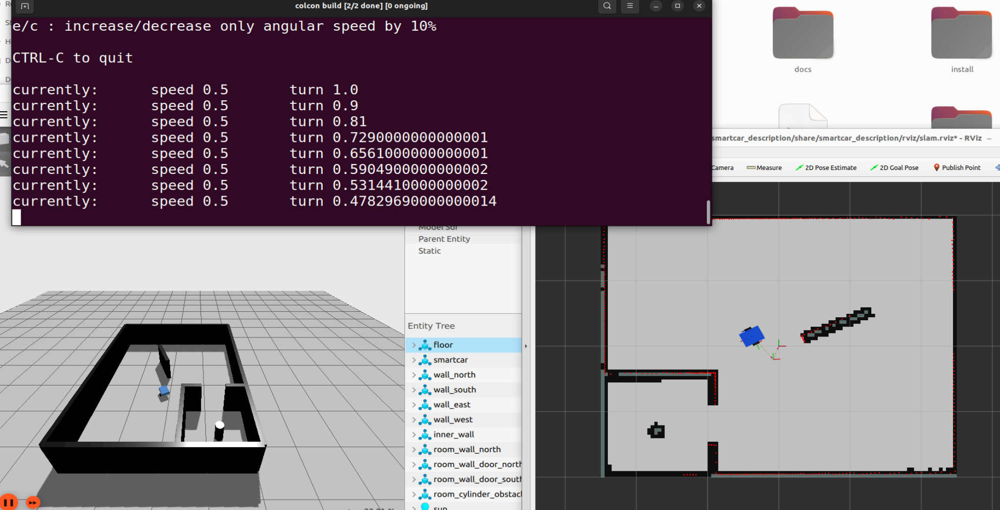 colcon build [2/2 done] [0 ongoing]
e/c : increase/decrease only angular speed by 10%
CTRL-C to quit
currently: speed 0.5 turn 1.0
currently: speed 0.5 turn 0.9
currently: speed 0.5 turn 0.81
currently: speed 0.5 turn 0.7290000000000001
currently: speed 0.5 turn 0.6561000000000001
currently: speed 0.5 turn 0.5904900000000002
currently: speed 0.5 turn 0.5314410000000002
currently: speed 0.5 turn 0.47829690000000014
docs
install
smartcar_description/share/smartcar_description/rviz/slam.rviz* - RViz
Camera
Measure
2D Pose Estimate
2D Goal Pose
Publish Point
Model Sdf
Parent Entity
Static
Entity Tree
floor
smartcar
wall_north
wall_south
wall_east
wall_west
inner_wall
room_wall_north
room_wall_door_north
room_wall_door_south
room_cylinder_obstacl
sun